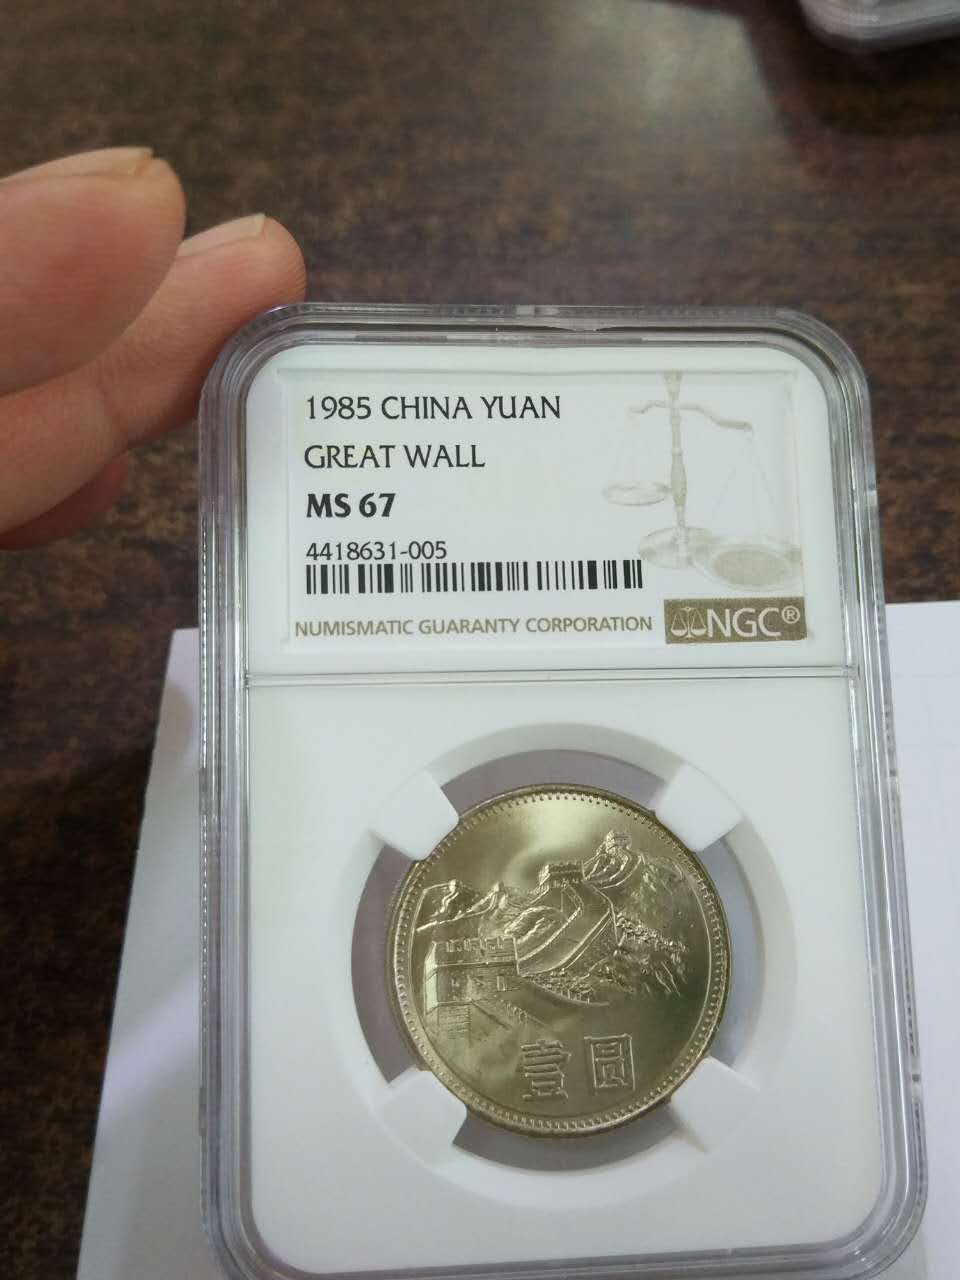 1985 CHINA YUAN
GREAT WALL
MS 67
4418631-005
NUMISMATIC GUARANTY CORPORATION NGC®
壹圆